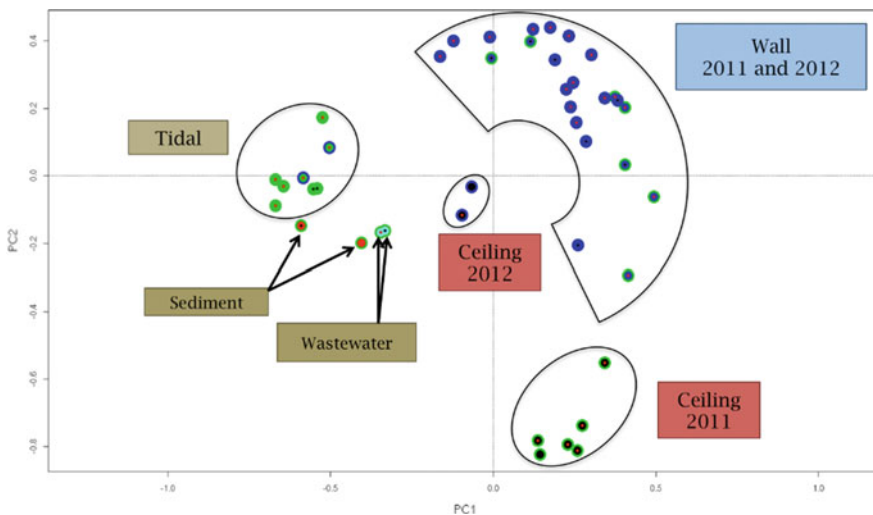 Wall
2011 and 2012
Tidal
Ceiling
2012
Sediment
Wastewater
Ceiling
2011
PC2
0.4
0.2
0.0
-0.2
-0.4
-0.6
-0.8
-1.0
-0.5
0.0
0.5
1.0
PC1